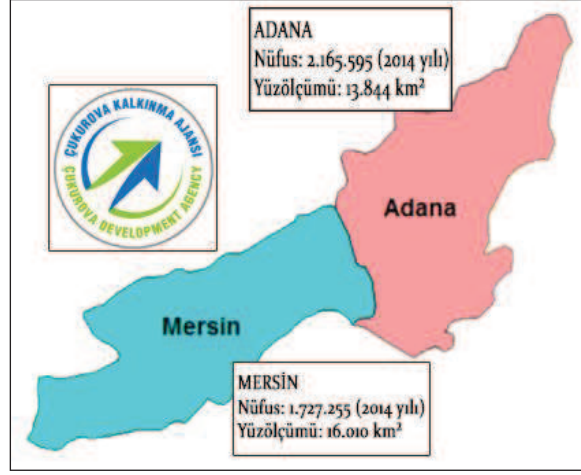 ADANA
Nüfus: 2.165.595 (2014 yılı)
Yüzölçümü: 13.844 km²
ÇUKUROVA KALKINMA AJANSI
ÇUKUROVA DEVELOPMENT AGENCY
Adana
Mersin
MERSİN
Nüfus: 1.727.255 (2014 yılı)
Yüzölçümü: 16.010 km²